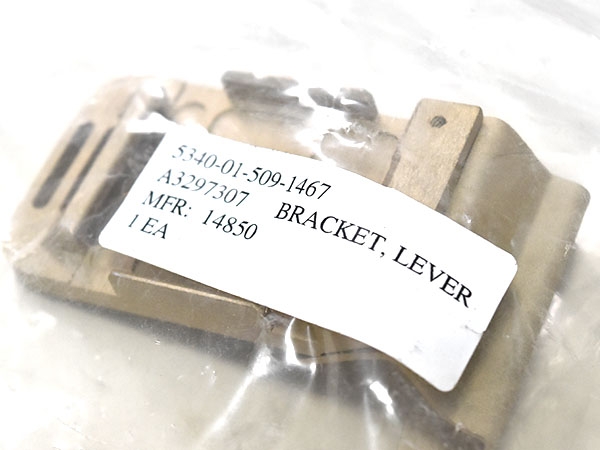 5340-01-509-1467
A3297307 BRACKET, LEVER
MFR: 14850
1 EA